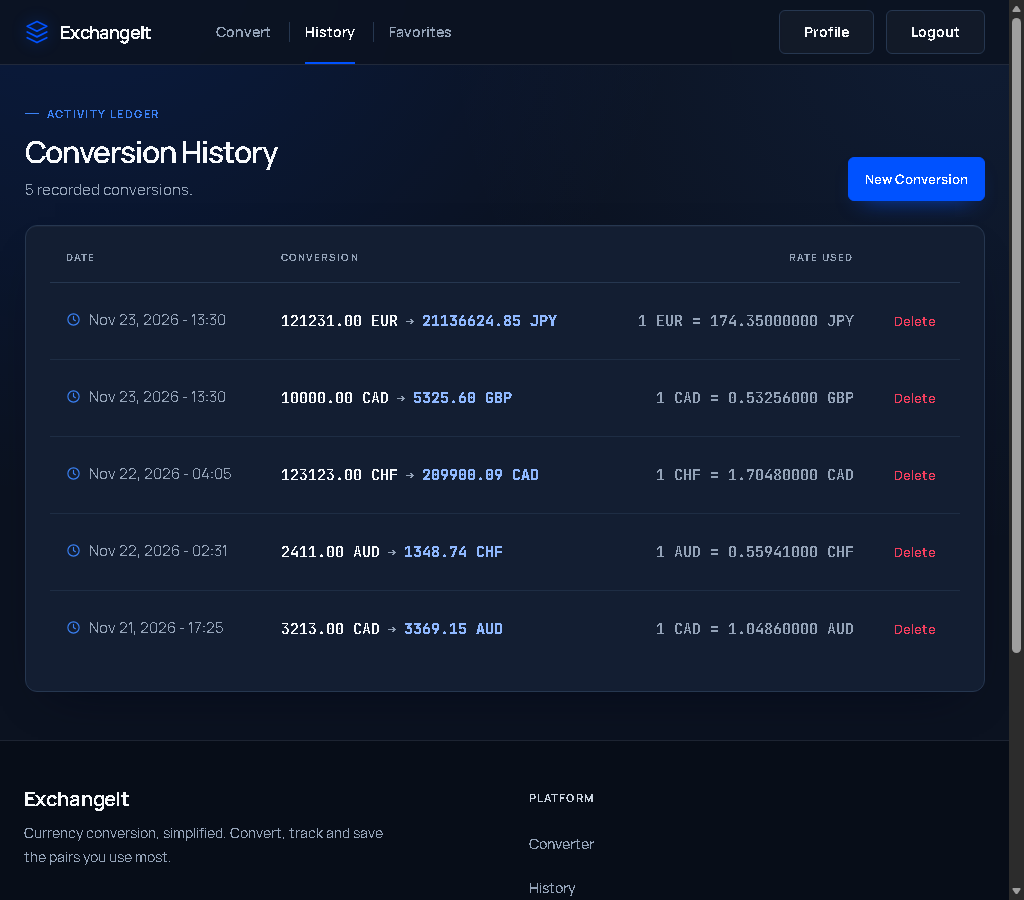 ExchangeIt Convert History Favorites Profile Logout
ACTIVITY LEDGER
Conversion History
5 recorded conversions.
New Conversion
DATE CONVERSION RATE USED
Nov 23, 2026 - 13:30 121231.00 EUR → 21136624.85 JPY 1 EUR = 174.35000000 JPY Delete
Nov 23, 2026 - 13:30 10000.00 CAD → 5325.60 GBP 1 CAD = 0.53256000 GBP Delete
Nov 22, 2026 - 04:05 123123.00 CHF → 209900.09 CAD 1 CHF = 1.70480000 CAD Delete
Nov 22, 2026 - 02:31 2411.00 AUD → 1348.74 CHF 1 AUD = 0.55941000 CHF Delete
Nov 21, 2026 - 17:25 3213.00 CAD → 3369.15 AUD 1 CAD = 1.04860000 AUD Delete
ExchangeIt
Currency conversion, simplified. Convert, track and save
the pairs you use most.
PLATFORM
Converter
History